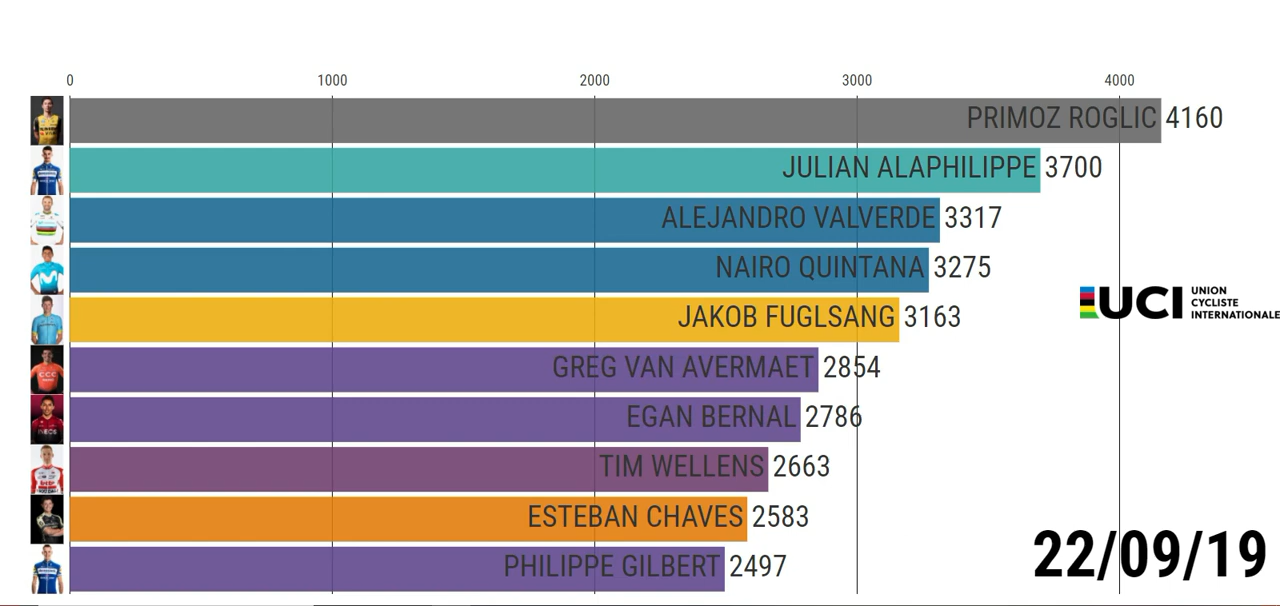 0 1000 2000 3000 4000
PRIMOZ ROGLIC 4160
JULIAN ALAPHILIPPE 3700
ALEJANDRO VALVERDE 3317
NAIRO QUINTANA 3275
UCI UNION
CYCLISTE
INTERNATIONALE
JAKOB FUGLSANG 3163
GREG VAN AVERMAET 2854
EGAN BERNAL 2786
TIM WELLENS 2663
ESTEBAN CHAVES 2583
PHILIPPE GILBERT 2497
22/09/19